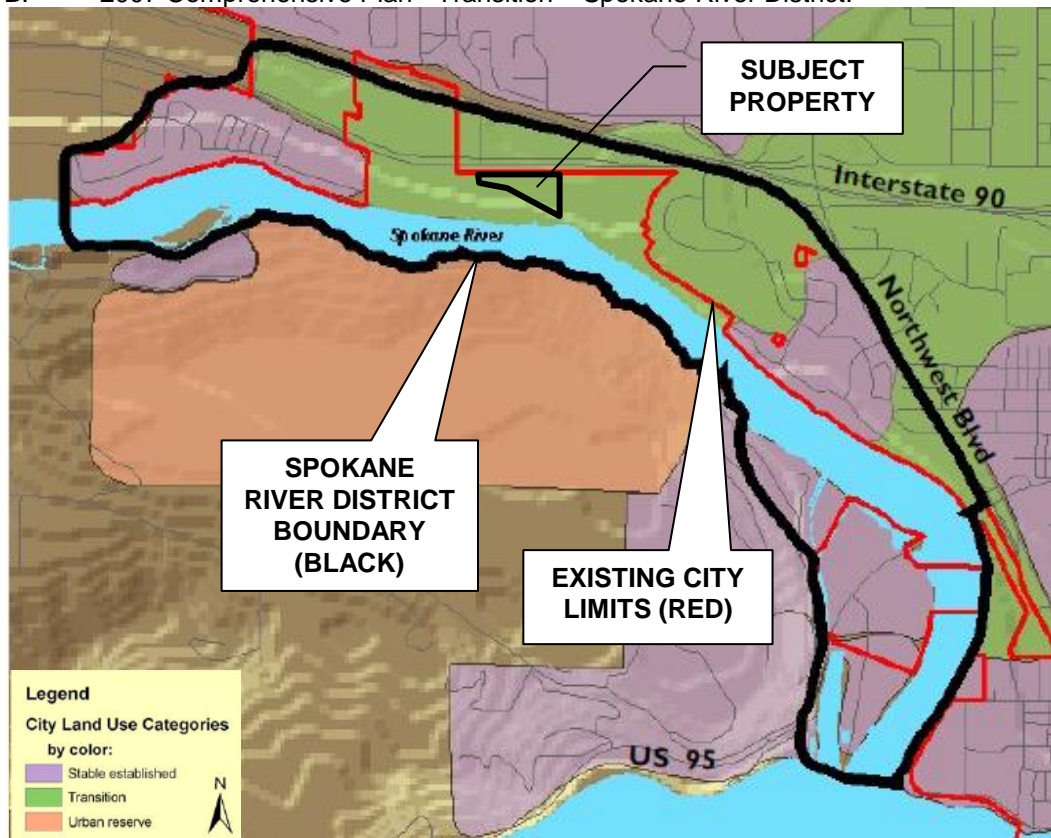 SUBJECT
PROPERTY
Interstate 90
Spokane River
Northwest Blvd
SPOKANE
RIVER DISTRICT
BOUNDARY
(BLACK)
EXISTING CITY
LIMITS (RED)
US 95
Legend
City Land Use Categories
by color:
Stable established
Transition
Urban reserve
N